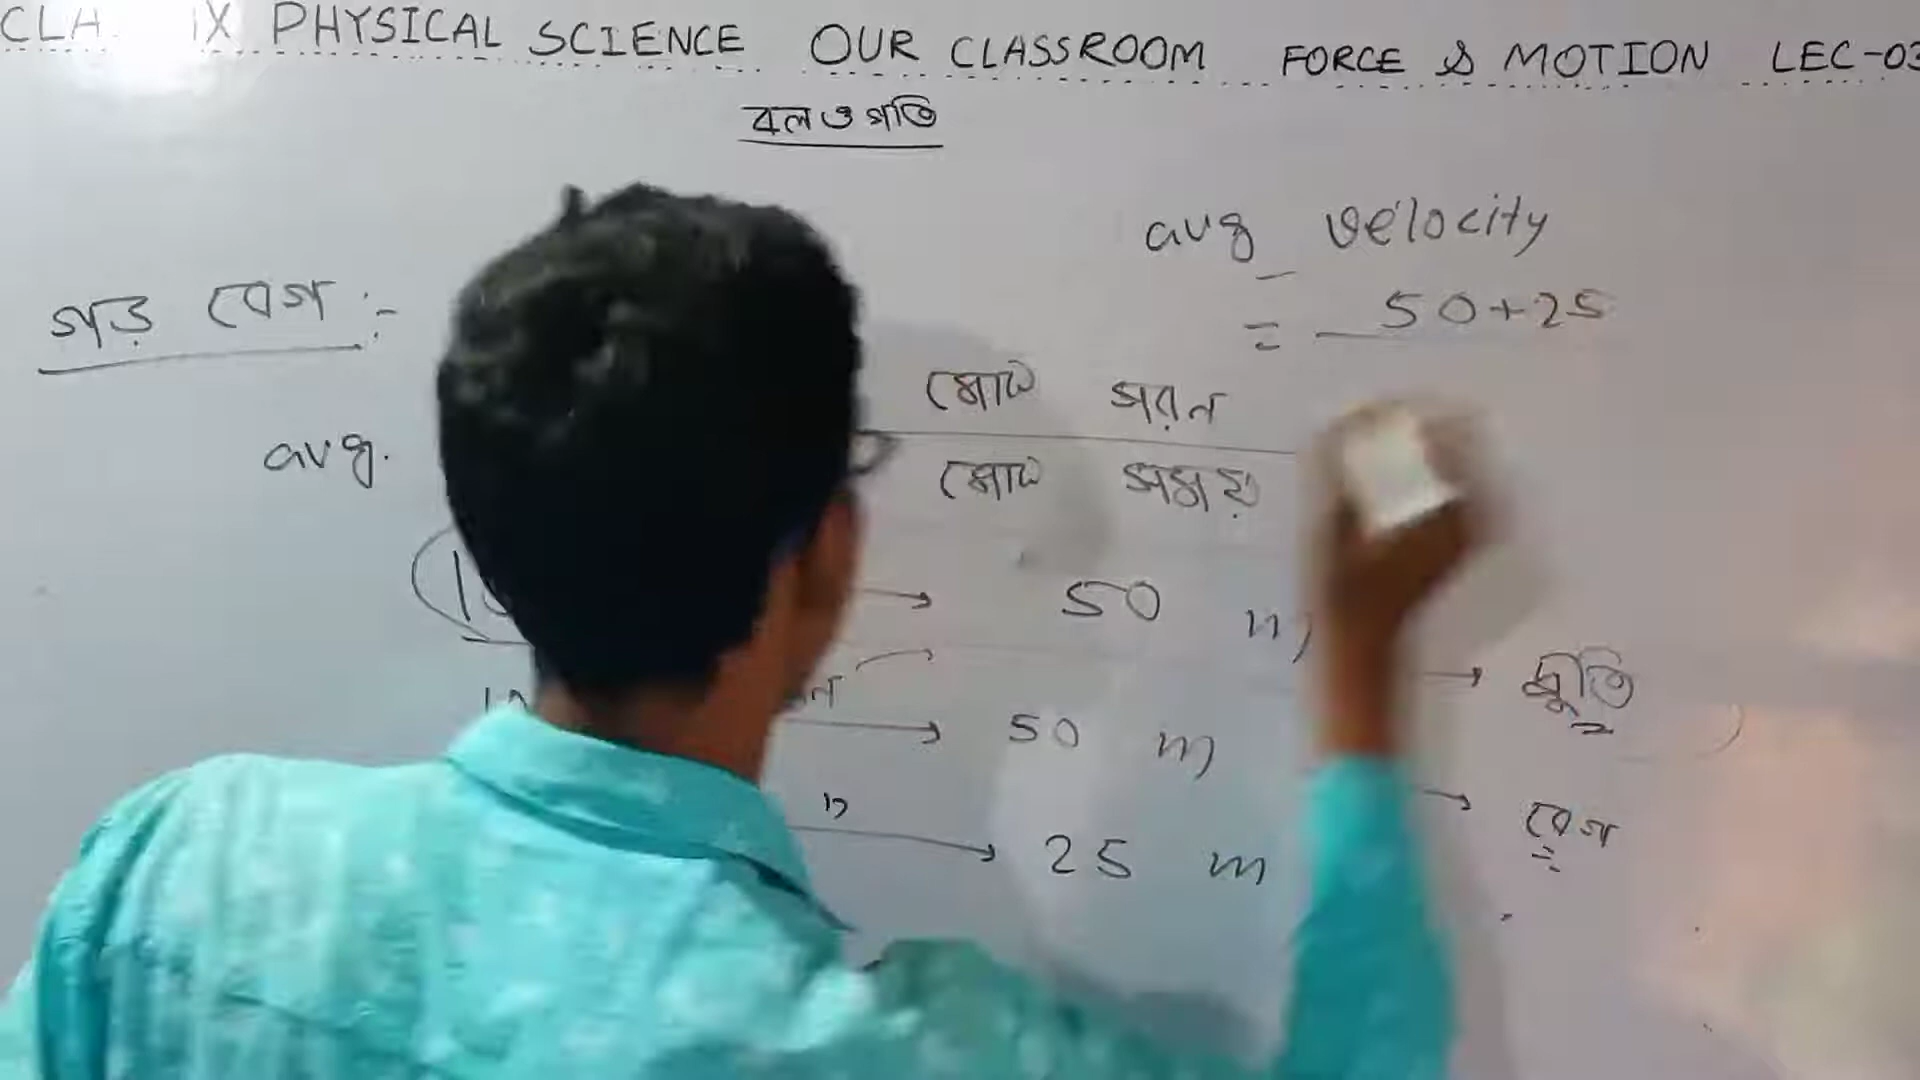 CLA IX PHYSICAL SCIENCE OUR CLASSROOM FORCE & MOTION LEC-03
বল ও গতি
avg velocity
= 50+25
গড় বেগ :-
মোট সরন
avg.
মোট সময়
50 m
দ্রুতি
50 m
বেগ
25 m